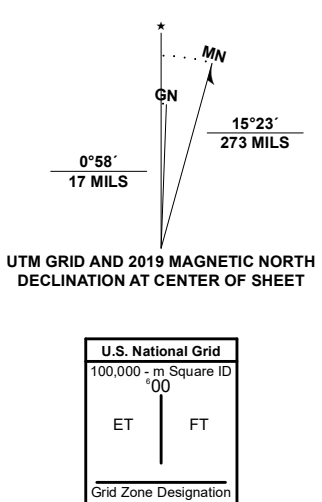 ★
MN
GN
15°23´
273 MILS
0°58´
17 MILS
UTM GRID AND 2019 MAGNETIC NORTH
DECLINATION AT CENTER OF SHEET
U.S. National Grid
100,000 - m Square ID
⁶00
ET FT
Grid Zone Designation